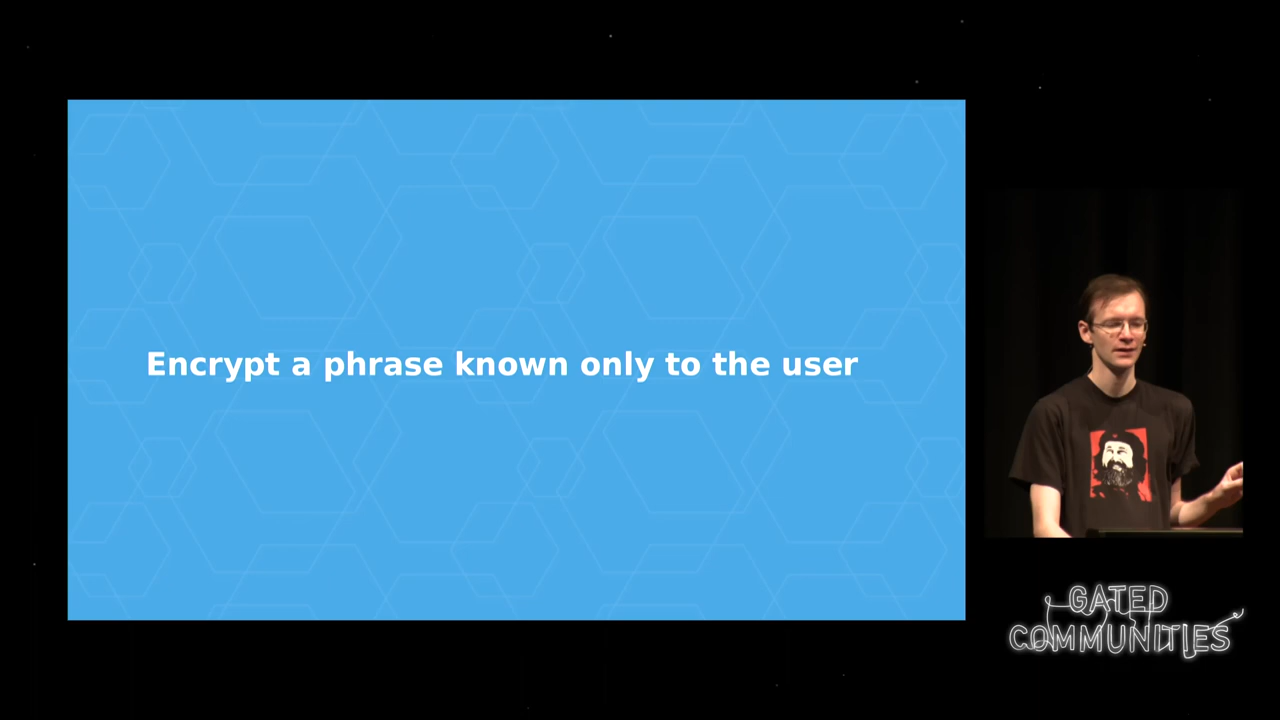 Encrypt a phrase known only to the user
GATED
COMMUNITIES